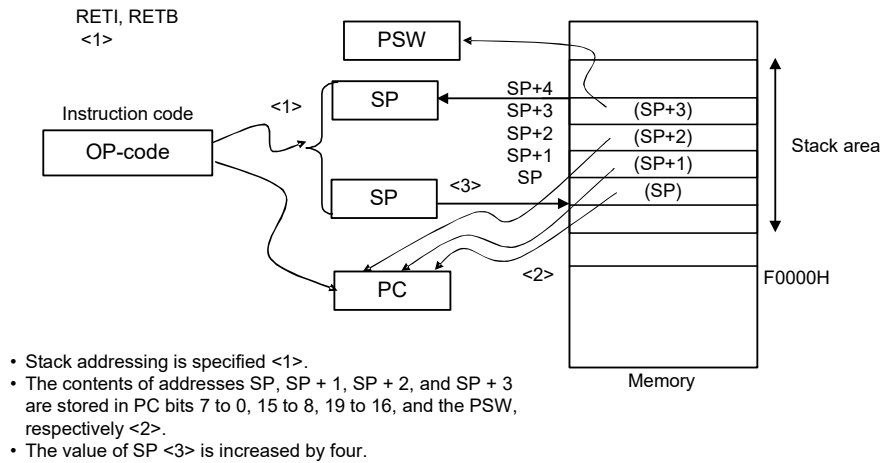 RETI, RETB
<1>
PSW
SP+4
SP+3
SP+2
SP+1
SP
<1>
SP
Instruction code
OP-code
<3>
SP
(SP+3)
(SP+2)
(SP+1)
(SP)
Stack area
<2>
PC
F0000H
Memory
• Stack addressing is specified <1>.
• The contents of addresses SP, SP + 1, SP + 2, and SP + 3
are stored in PC bits 7 to 0, 15 to 8, 19 to 16, and the PSW,
respectively <2>.
• The value of SP <3> is increased by four.